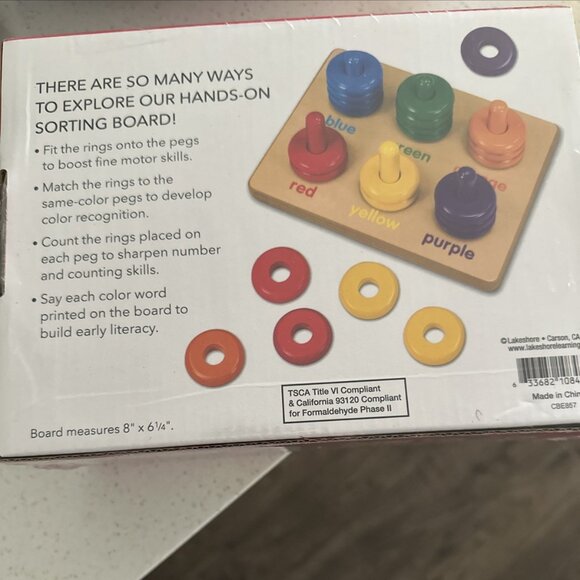 THERE ARE SO MANY WAYS
TO EXPLORE OUR HANDS-ON
SORTING BOARD!
• Fit the rings onto the pegs
to boost fine motor skills.
• Match the rings to the
same-color pegs to develop
color recognition.
• Count the rings placed on
each peg to sharpen number
and counting skills.
• Say each color word
printed on the board to
build early literacy.
Board measures 8" x 6¼".
blue
red
yellow
purple
TSCA Title VI Compliant
& California 93120 Compliant
for Formaldehyde Phase II
© Lakeshore • Carson, CA
www.lakeshorelearning
6 33682 1084
Made in Chin
CBE867